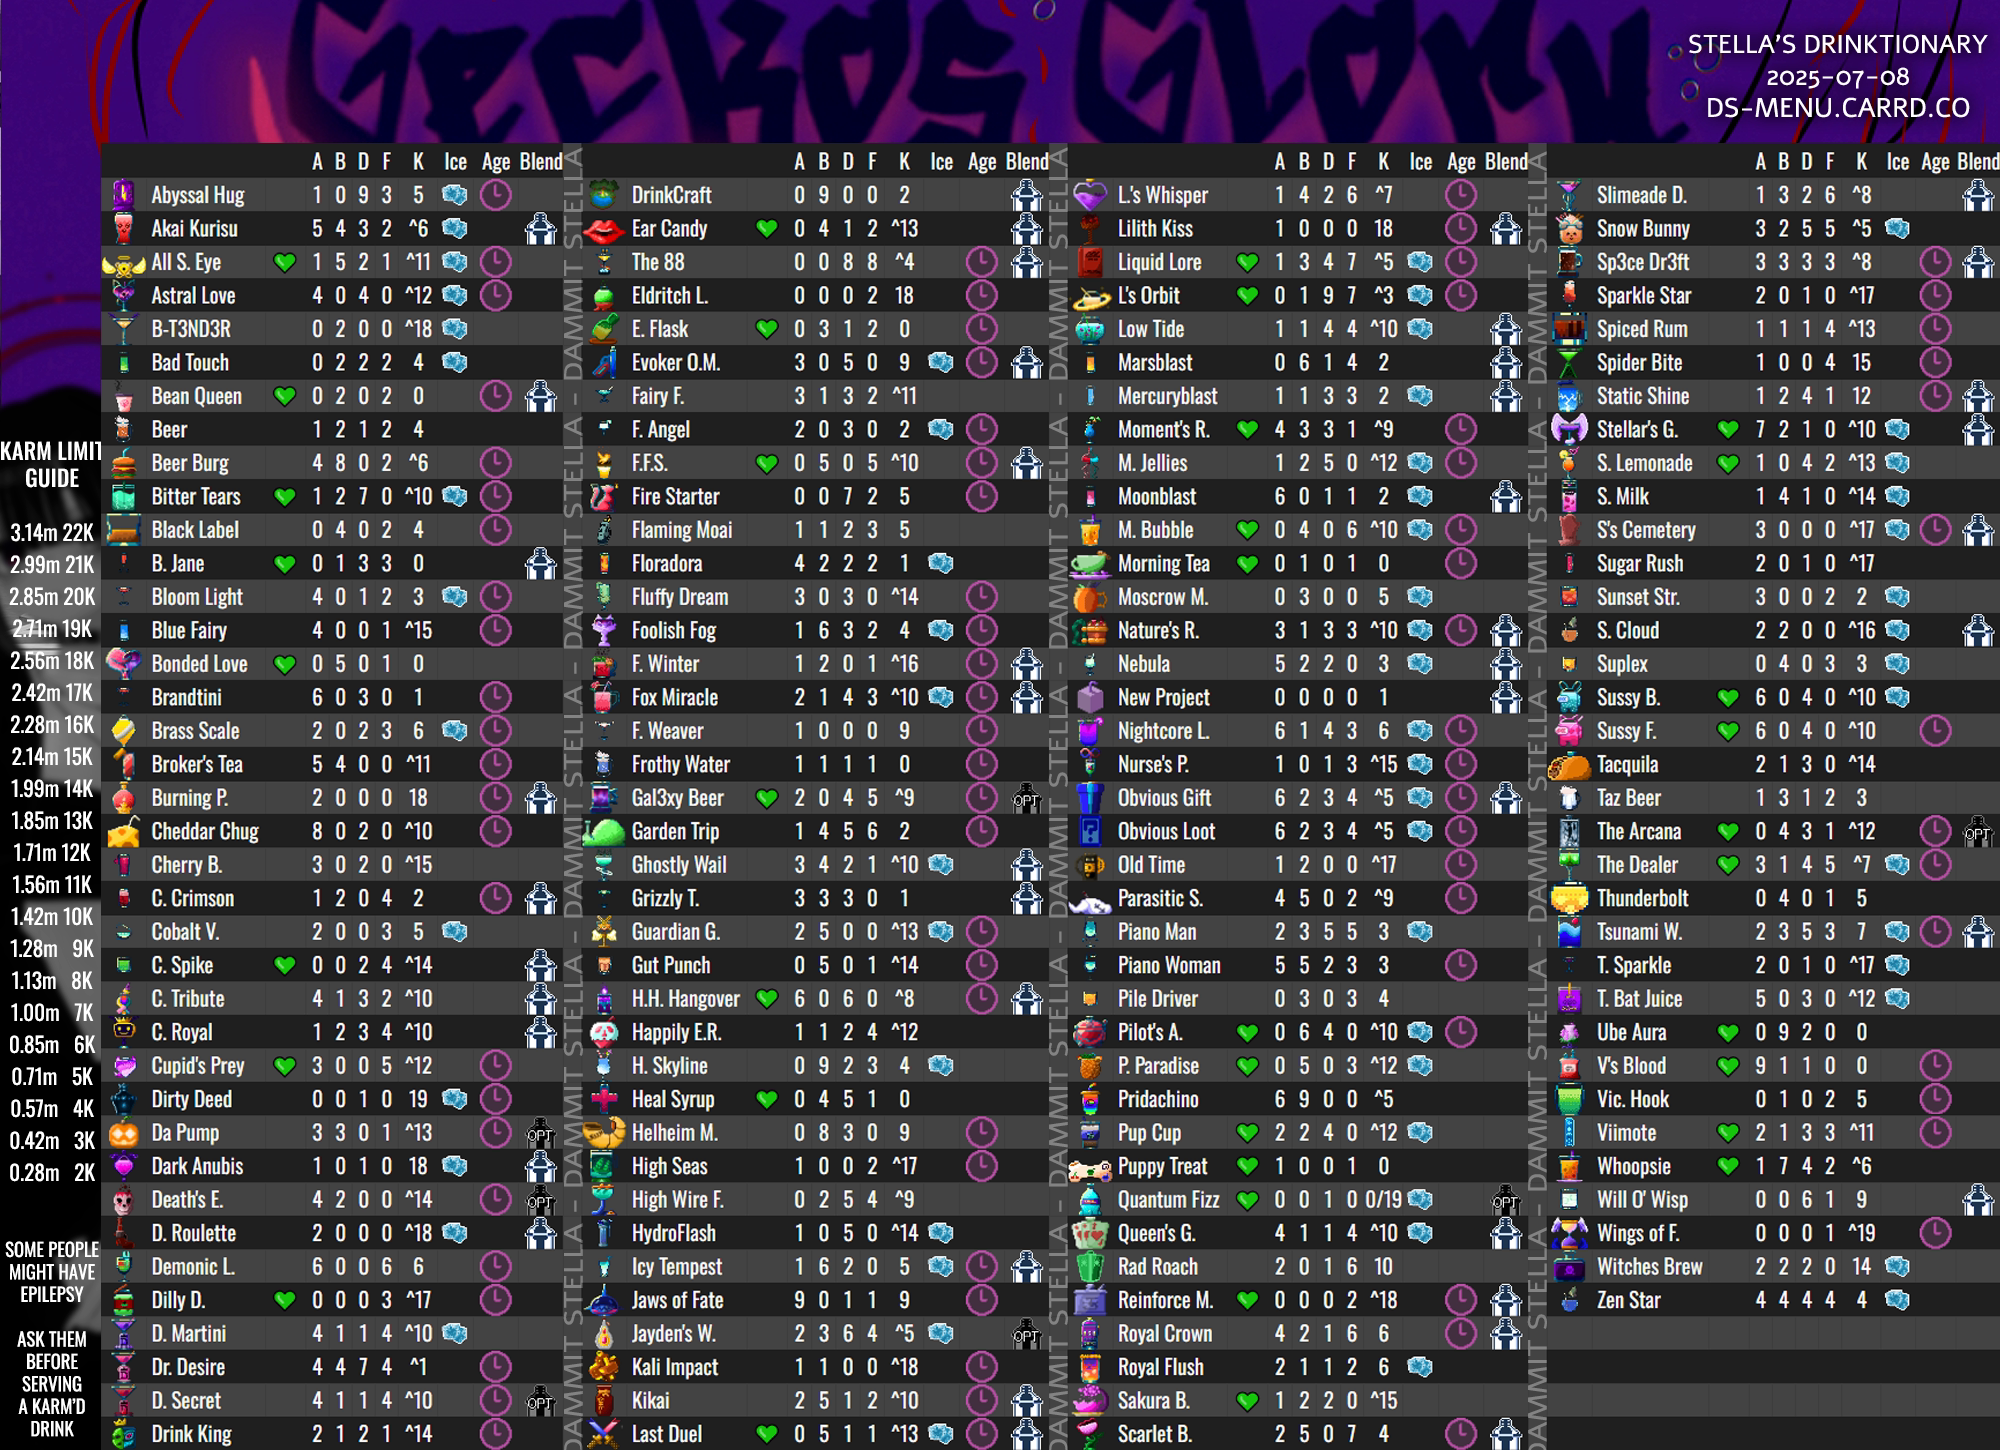 GECKOS GLORY
STELLA'S DRINKTIONARY
2025-07-08
DS-MENU.CARRD.CO
KARM LIMIT
GUIDE
3.14m 22K
2.99m 21K
2.85m 20K
2.71m 19K
2.56m 18K
2.42m 17K
2.28m 16K
2.14m 15K
1.99m 14K
1.85m 13K
1.71m 12K
1.56m 11K
1.42m 10K
1.28m 9K
1.13m 8K
1.00m 7K
0.85m 6K
0.71m 5K
0.57m 4K
0.42m 3K
0.28m 2K
SOME PEOPLE
MIGHT HAVE
EPILEPSY
ASK THEM
BEFORE
SERVING
A KARM'D
DRINK
A B D F K Ice Age Blend
Abyssal Hug 1 0 9 3 5
Akai Kurisu 5 4 3 2 ^6
All S. Eye 1 5 2 1 ^11
Astral Love 4 0 4 0 ^12
B-T3ND3R 0 2 0 0 ^18
Bad Touch 0 2 2 2 4
Bean Queen 0 2 0 2 0
Beer 1 2 1 2 4
Beer Burg 4 8 0 2 ^6
Bitter Tears 1 2 7 0 ^10
Black Label 0 4 0 2 4
B. Jane 0 1 3 3 0
Bloom Light 4 0 1 2 3
Blue Fairy 4 0 0 1 ^15
Bonded Love 0 5 0 1 0
Brandtini 6 0 3 0 1
Brass Scale 2 0 2 3 6
Broker's Tea 5 4 0 0 ^11
Burning P. 2 0 0 0 18
Cheddar Chug 8 0 2 0 ^10
Cherry B. 3 0 2 0 ^15
C. Crimson 1 2 0 4 2
Cobalt V. 2 0 0 3 5
C. Spike 0 0 2 4 ^14
C. Tribute 4 1 3 2 ^10
C. Royal 1 2 3 4 ^10
Cupid's Prey 3 0 0 5 ^12
Dirty Deed 0 0 1 0 19
Da Pump 3 3 0 1 ^13 OPT
Dark Anubis 1 0 1 0 18
Death's E. 4 2 0 0 ^14 OPT
D. Roulette 2 0 0 0 ^18
Demonic L. 6 0 0 6 6
Dilly D. 0 0 0 3 ^17
D. Martini 4 1 1 4 ^10
Dr. Desire 4 4 7 4 ^1
D. Secret 4 1 1 4 ^10 OPT
Drink King 2 1 2 1 ^14
DAMMIT STELLA - DAMMIT STELLA - DAMMIT STELLA - DAMMIT STELLA
A B D F K Ice Age Blend
DrinkCraft 0 9 0 0 2
Ear Candy 0 4 1 2 ^13
The 88 0 0 8 8 ^4
Eldritch L. 0 0 0 2 18
E. Flask 0 3 1 2 0
Evoker O.M. 3 0 5 0 9
Fairy F. 3 1 3 2 ^11
F. Angel 2 0 3 0 2
F.F.S. 0 5 0 5 ^10
Fire Starter 0 0 7 2 5
Flaming Moai 1 1 2 3 5
Floradora 4 2 2 2 1
Fluffy Dream 3 0 3 0 ^14
Foolish Fog 1 6 3 2 4
F. Winter 1 2 0 1 ^16
Fox Miracle 2 1 4 3 ^10
F. Weaver 1 0 0 0 9
Frothy Water 1 1 1 1 0
Gal3xy Beer 2 0 4 5 ^9 OPT
Garden Trip 1 4 5 6 2
Ghostly Wail 3 4 2 1 ^10
Grizzly T. 3 3 3 0 1
Guardian G. 2 5 0 0 ^13
Gut Punch 0 5 0 1 ^14
H.H. Hangover 6 0 6 0 ^8
Happily E.R. 1 1 2 4 ^12
H. Skyline 0 9 2 3 4
Heal Syrup 0 4 5 1 0
Helheim M. 0 8 3 0 9
High Seas 1 0 0 2 ^17
High Wire F. 0 2 5 4 ^9
HydroFlash 1 0 5 0 ^14
Icy Tempest 1 6 2 0 5
Jaws of Fate 9 0 1 1 9
Jayden's W. 2 3 6 4 ^5 OPT
Kali Impact 1 1 0 0 ^18
Kikai 2 5 1 2 ^10
Last Duel 0 5 1 1 ^13
DAMMIT STELLA - DAMMIT STELLA - DAMMIT STELLA - DAMMIT STELLA
A B D F K Ice Age Blend
L.'s Whisper 1 4 2 6 ^7
Lilith Kiss 1 0 0 0 18
Liquid Lore 1 3 4 7 ^5
L's Orbit 0 1 9 7 ^3
Low Tide 1 1 4 4 ^10
Marsblast 0 6 1 4 2
Mercuryblast 1 1 3 3 2
Moment's R. 4 3 3 1 ^9
M. Jellies 1 2 5 0 ^12
Moonblast 6 0 1 1 2
M. Bubble 0 4 0 6 ^10
Morning Tea 0 1 0 1 0
Moscrow M. 0 3 0 0 5
Nature's R. 3 1 3 3 ^10
Nebula 5 2 2 0 3
New Project 0 0 0 0 1
Nightcore L. 6 1 4 3 6
Nurse's P. 1 0 1 3 ^15
Obvious Gift 6 2 3 4 ^5
Obvious Loot 6 2 3 4 ^5
Old Time 1 2 0 0 ^17
Parasitic S. 4 5 0 2 ^9
Piano Man 2 3 5 5 3
Piano Woman 5 5 2 3 3
Pile Driver 0 3 0 3 4
Pilot's A. 0 6 4 0 ^10
P. Paradise 0 5 0 3 ^12
Pridachino 6 9 0 0 ^5
Pup Cup 2 2 4 0 ^12
Puppy Treat 1 0 0 1 0
Quantum Fizz 0 0 1 0 0/19 OPT
Queen's G. 4 1 1 4 ^10
Rad Roach 2 0 1 6 10
Reinforce M. 0 0 0 2 ^18
Royal Crown 4 2 1 6 6
Royal Flush 2 1 1 2 6
Sakura B. 1 2 2 0 ^15
Scarlet B. 2 5 0 7 4
DAMMIT STELLA - DAMMIT STELLA - DAMMIT STELLA - DAMMIT STELLA
A B D F K Ice Age Blend
Slimeade D. 1 3 2 6 ^8
Snow Bunny 3 2 5 5 ^5
Sp3ce Dr3ft 3 3 3 3 ^8
Sparkle Star 2 0 1 0 ^17
Spiced Rum 1 1 1 4 ^13
Spider Bite 1 0 0 4 15
Static Shine 1 2 4 1 12
Stellar's G. 7 2 1 0 ^10
S. Lemonade 1 0 4 2 ^13
S. Milk 1 4 1 0 ^14
S's Cemetery 3 0 0 0 ^17
Sugar Rush 2 0 1 0 ^17
Sunset Str. 3 0 0 2 2
S. Cloud 2 2 0 0 ^16
Suplex 0 4 0 3 3
Sussy B. 6 0 4 0 ^10
Sussy F. 6 0 4 0 ^10
Tacquila 2 1 3 0 ^14
Taz Beer 1 3 1 2 3
The Arcana 0 4 3 1 ^12 OPT
The Dealer 3 1 4 5 ^7
Thunderbolt 0 4 0 1 5
Tsunami W. 2 3 5 3 7
T. Sparkle 2 0 1 0 ^17
T. Bat Juice 5 0 3 0 ^12
Ube Aura 0 9 2 0 0
V's Blood 9 1 1 0 0
Vic. Hook 0 1 0 2 5
Viimote 2 1 3 3 ^11
Whoopsie 1 7 4 2 ^6
Will O' Wisp 0 0 6 1 9
Wings of F. 0 0 0 1 ^19
Witches Brew 2 2 2 0 14
Zen Star 4 4 4 4 4